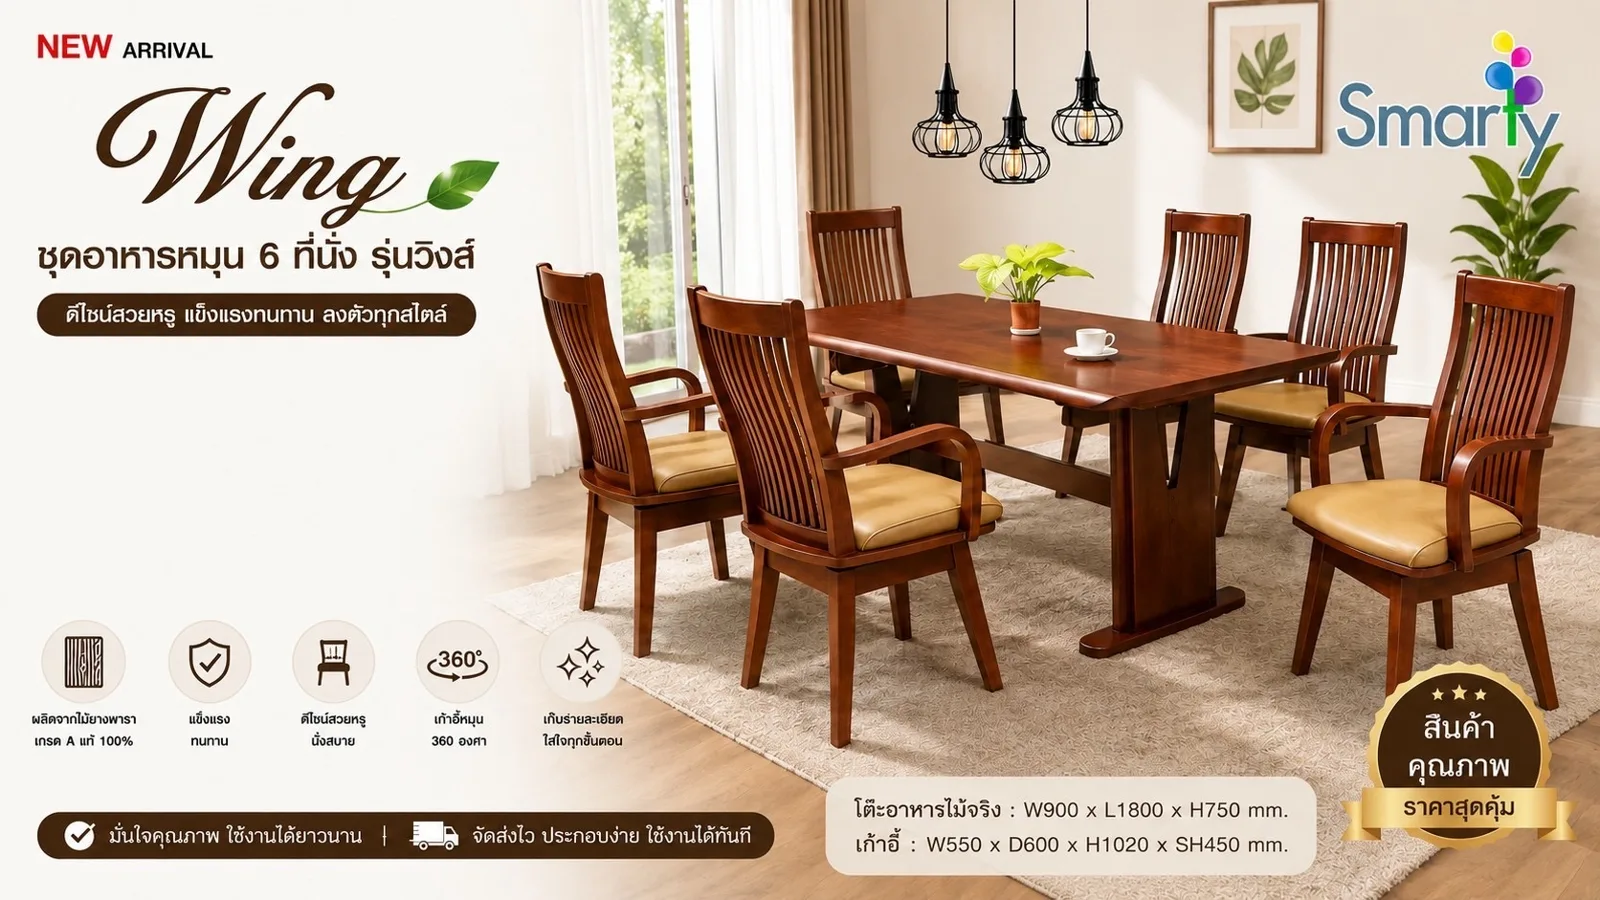 NEW ARRIVAL
Wing
ชุดอาหารหมุน 6 ที่นั่ง รุ่นวิงส์
ดีไซน์สวยหรู แข็งแรงทนทาน ลงตัวทุกสไตล์
Smarty
360°
ผลิตจากไม้ยางพารา
เกรด A แท้ 100%
แข็งแรง
ทนทาน
ดีไซน์สวยหรู
นั่งสบาย
เก้าอี้หมุน
360 องศา
เก็บรายละเอียด
ใส่ใจทุกขั้นตอน
มั่นใจคุณภาพ ใช้งานได้ยาวนาน | จัดส่งไว ประกอบง่าย ใช้งานได้ทันที
โต๊ะอาหารไม้จริง : W900 x L1800 x H750 mm.
เก้าอี้ : W550 x D600 x H1020 x SH450 mm.
สินค้า
คุณภาพ
ราคาสุดคุ้ม